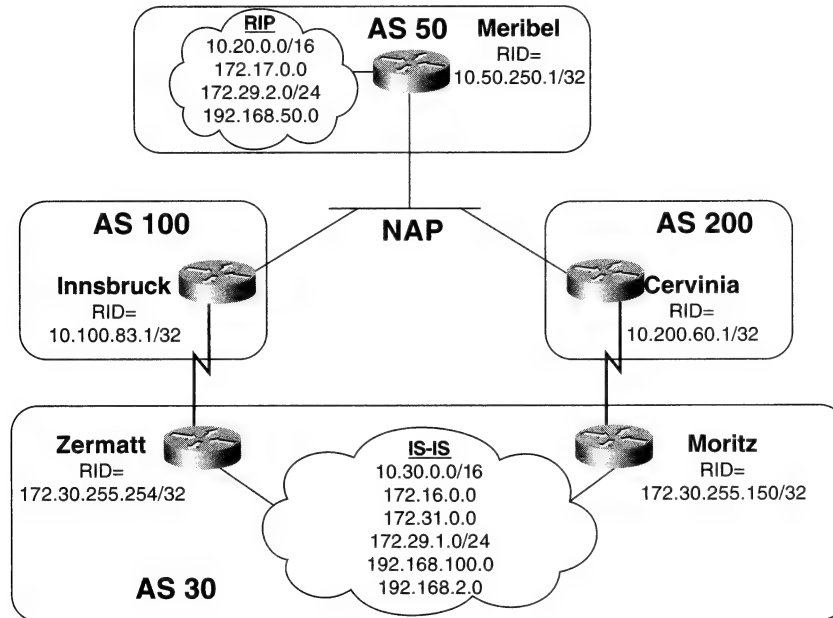 RIP
10.20.0.0/16
172.17.0.0
172.29.2.0/24
192.168.50.0
AS 50
Meribel
RID=
10.50.250.1/32
AS 100
Innsbruck
RID=
10.100.83.1/32
NAP
AS 200
Cervinia
RID=
10.200.60.1/32
Zermatt
RID=
172.30.255.254/32
IS-IS
10.30.0.0/16
172.16.0.0
172.31.0.0
172.29.1.0/24
192.168.100.0
192.168.2.0
Moritz
RID=
172.30.255.150/32
AS 30